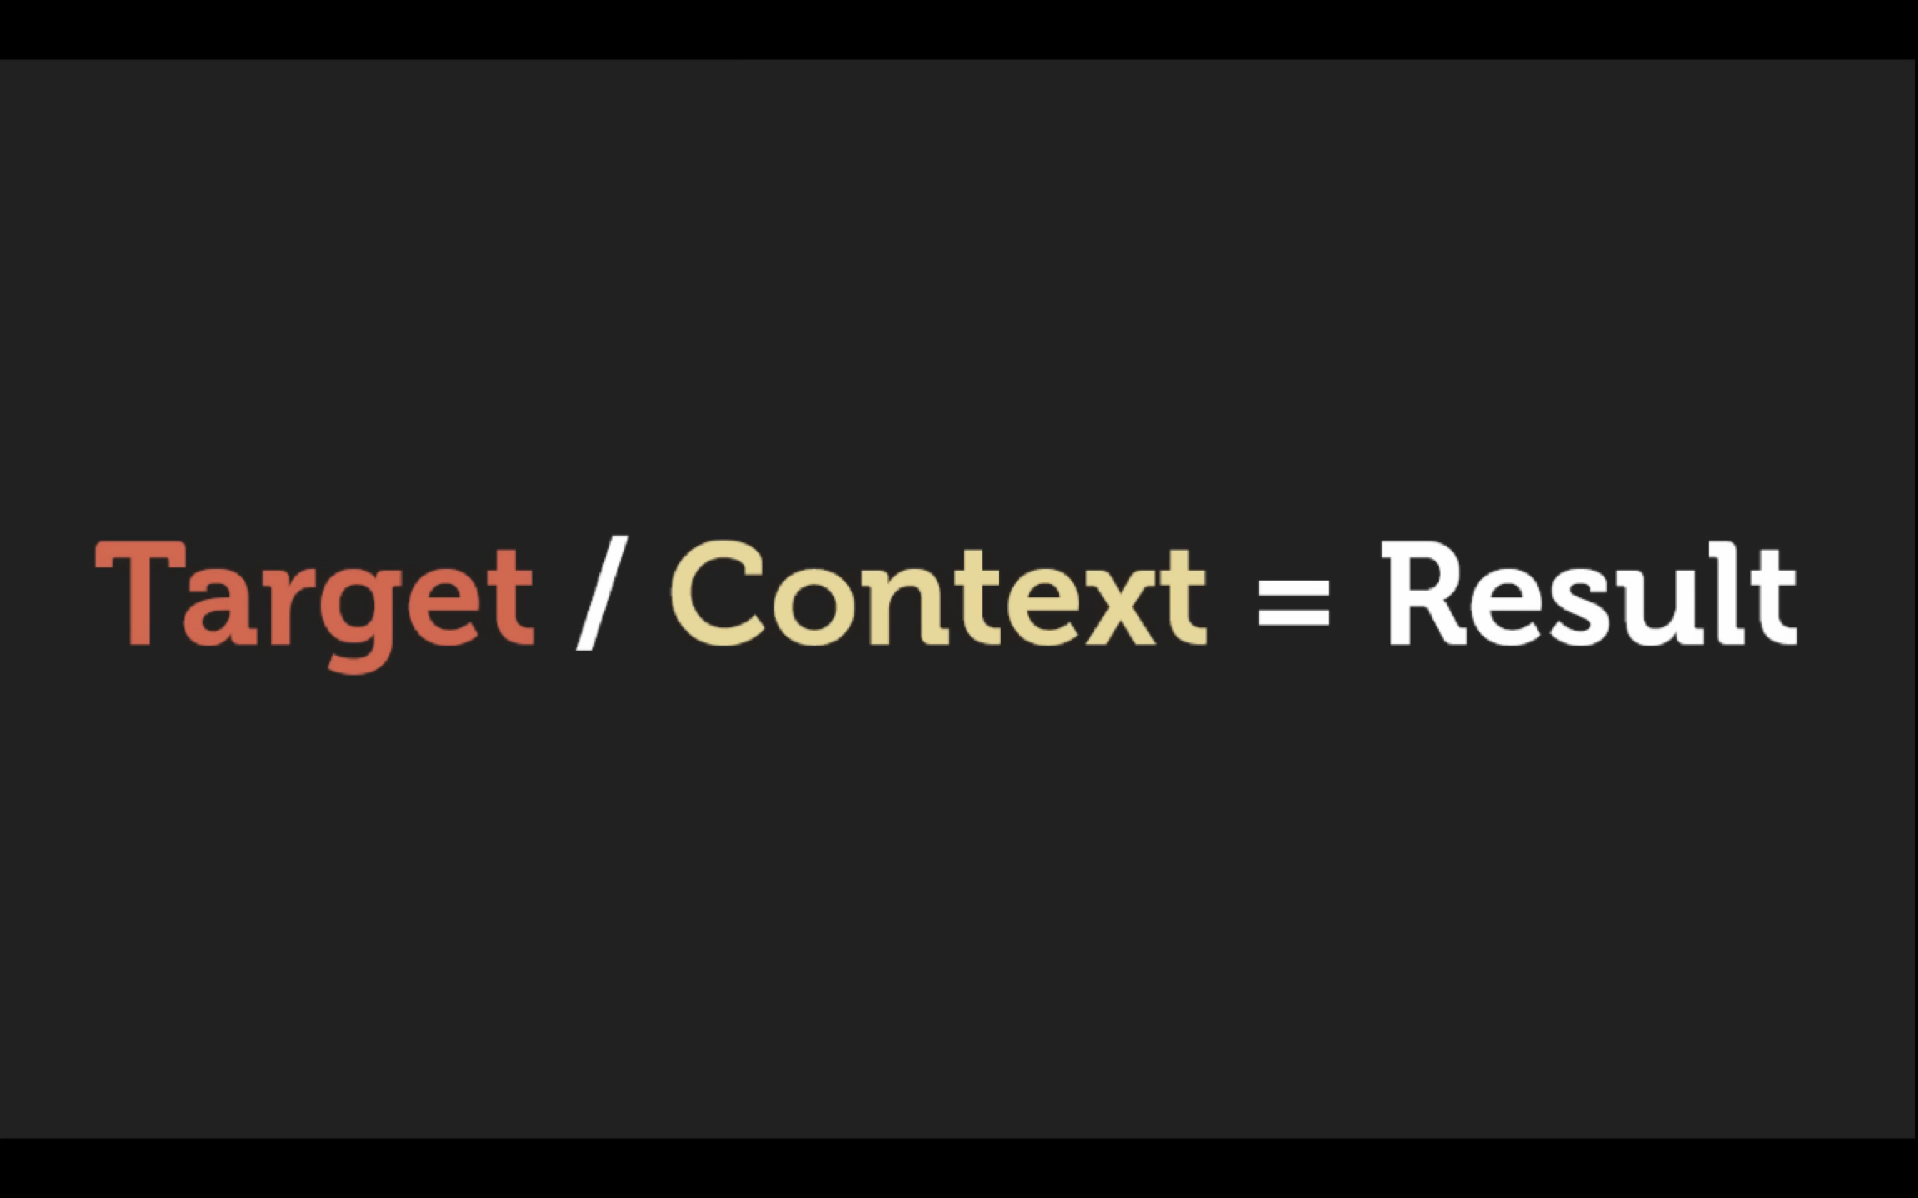 Target / Context = Result